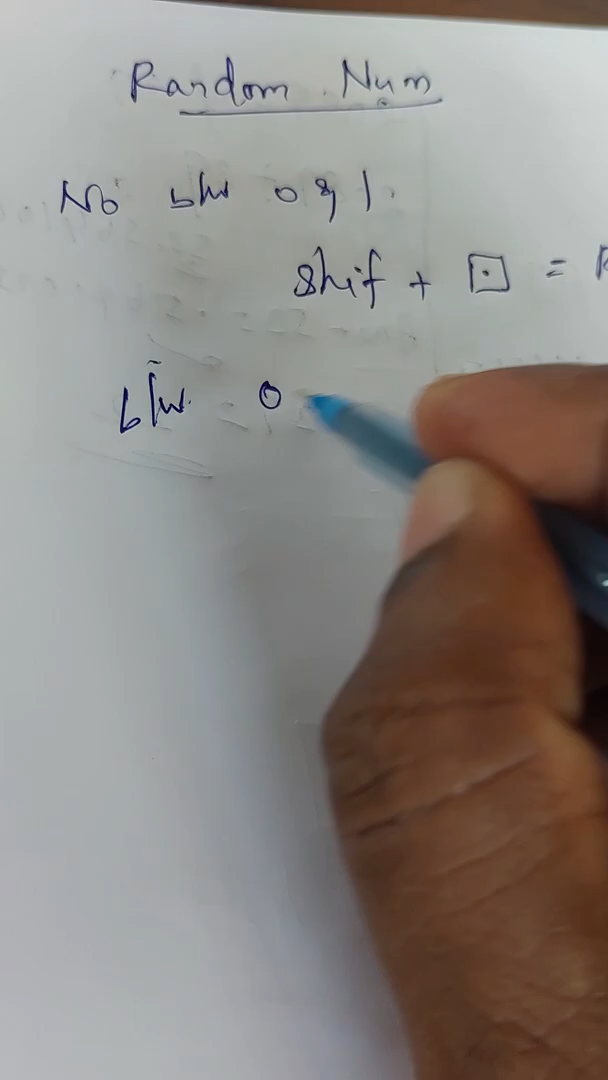 Random Num
No b/w 0 & 1.
Shif + ⊡ =
b/w 0